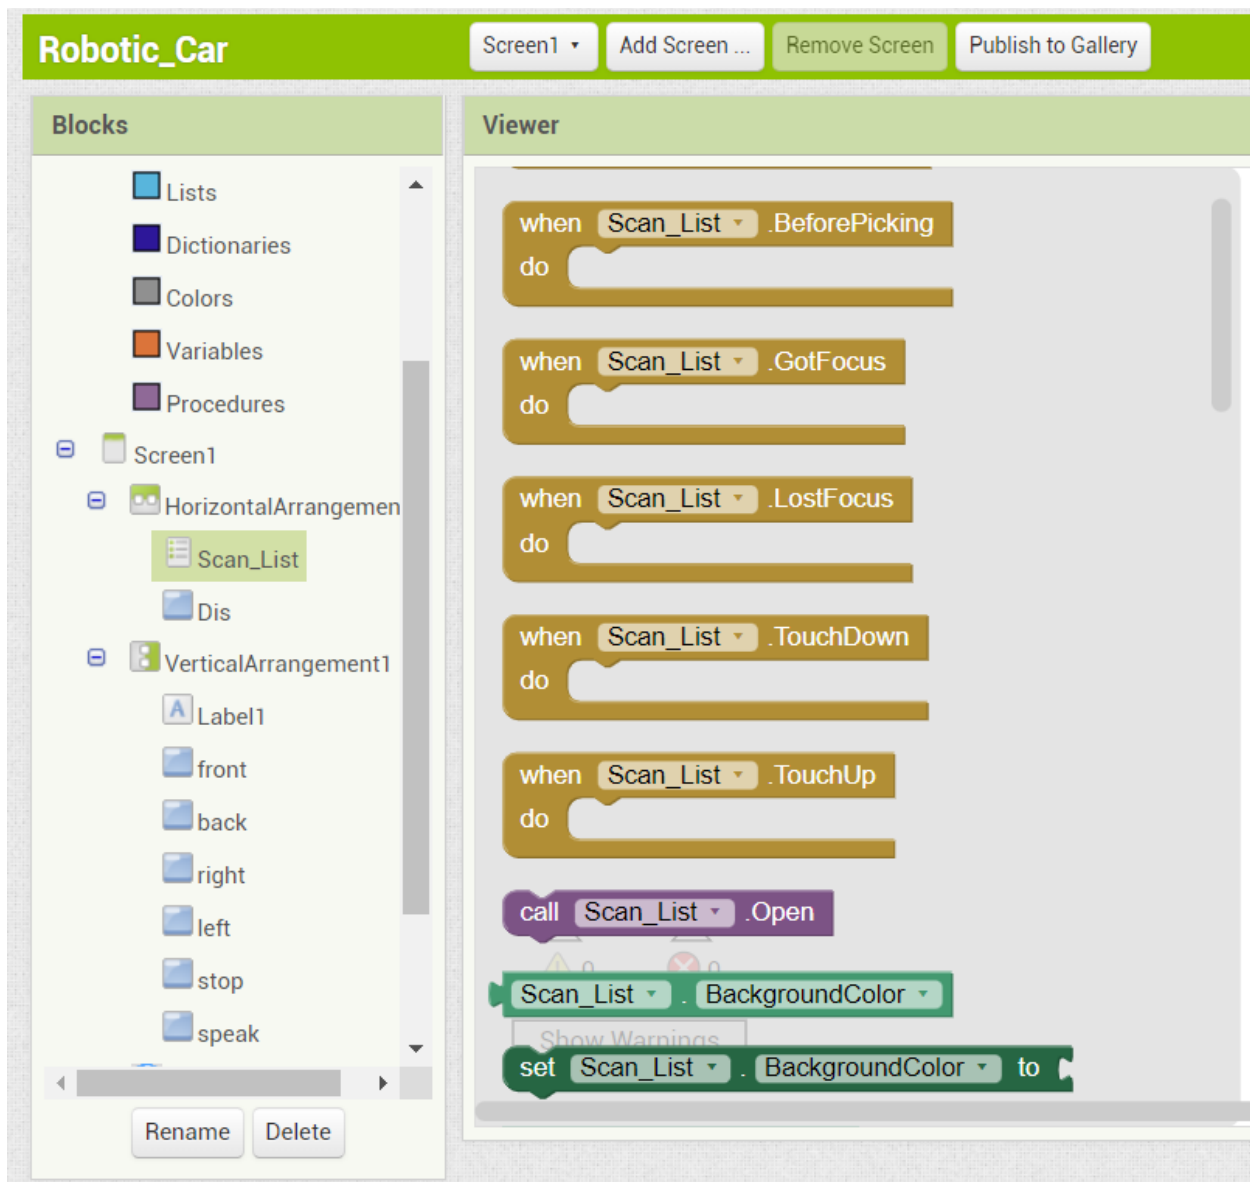 Robotic_Car
Screen1 Add Screen ... Remove Screen Publish to Gallery
Blocks
Lists
Dictionaries
Colors
Variables
Procedures
Screen1
HorizontalArrangemen
Scan_List
Dis
VerticalArrangement1
A Label1
front
back
right
left
stop
speak
Rename Delete
Viewer
when Scan_List .BeforePicking
do
when Scan_List .GotFocus
do
when Scan_List .LostFocus
do
when Scan_List .TouchDown
do
when Scan_List .TouchUp
do
call Scan_List .Open
0 0
Scan_List . BackgroundColor
Show Warnings
set Scan_List . BackgroundColor to